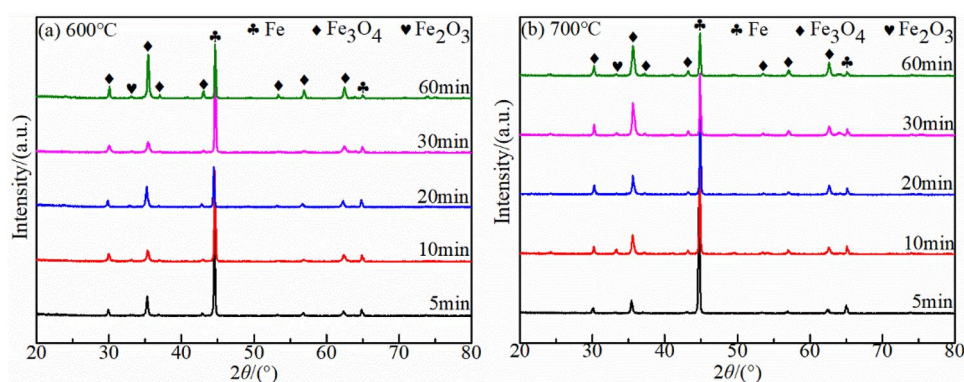 (a) 600℃ ♣ Fe ♦ Fe₃O₄ ♥ Fe₂O₃
60min
30min
20min
10min
5min
Intensity/(a.u.)
20 30 40 50 60 70 80
2θ/(°)
(b) 700℃ ♣ Fe ♦ Fe₃O₄ ♥ Fe₂O₃
60min
30min
20min
10min
5min
Intensity/(a.u.)
20 30 40 50 60 70 80
2θ/(°)